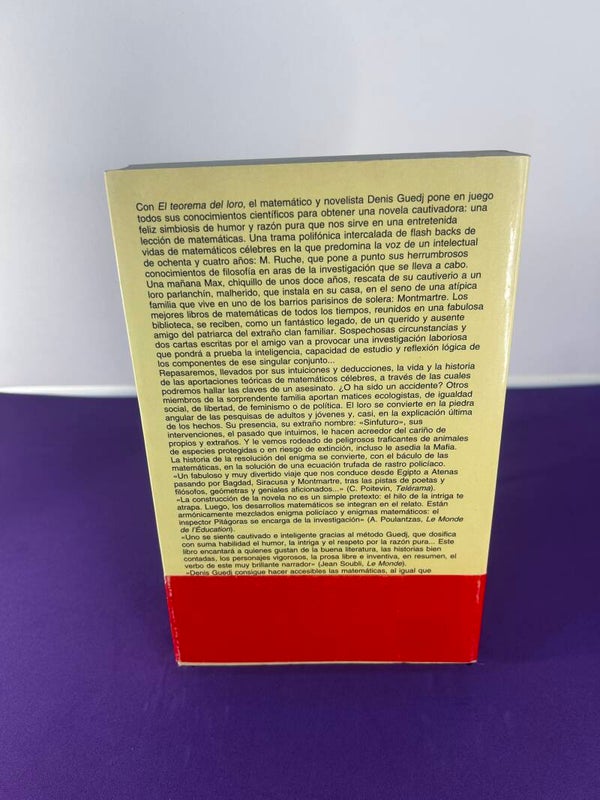 Con El teorema del loro, el matemático y novelista Denis Guedj pone en juego
todos sus conocimientos científicos para obtener una novela cautivadora: una
feliz simbiosis de humor y razón pura que nos sirve en una entretenida
lección de matemáticas. Una trama polifónica intercalada de flash backs de
vidas de matemáticos célebres en la que predomina la voz de un intelectual
de ochenta y cuatro años: M. Ruche, que pone a punto sus herrumbrosos
conocimientos de filosofía en aras de la investigación que se lleva a cabo.
Una mañana Max, chiquillo de unos doce años, rescata de su cautiverio a un
loro parlanchín, malherido, que instala en su casa, en el seno de una atípica
familia que vive en uno de los barrios parisinos de solera: Montmartre. Los
mejores libros de matemáticas de todos los tiempos, reunidos en una fabulosa
biblioteca, se reciben, como un fantástico legado, de un querido y ausente
amigo del patriarca del extraño clan familiar. Sospechosas circunstancias y
dos cartas escritas por el amigo van a provocar una investigación laboriosa
que pondrá a prueba la inteligencia, capacidad de estudio y reflexión lógica de
los componentes de ese singular conjunto...
Repasaremos, llevados por sus intuiciones y deducciones, la vida y la historia
de las aportaciones teóricas de matemáticos célebres, a través de las cuales
podremos hallar las claves de un asesinato. ¿O ha sido un accidente? Otros
miembros de la sorprendente familia aportan matices ecologistas, de igualdad
social, de libertad, de feminismo o de política. El loro se convierte en la piedra
angular de las pesquisas de adultos y jóvenes y, casi, en la explicación última
de los hechos. Su presencia, su extraño nombre: «Sinfuturo», sus
intervenciones, el pasado que intuimos, le hacen acreedor del cariño de
propios y extraños. Y le vemos rodeado de peligrosos traficantes de animales
de especies protegidas o en riesgo de extinción, incluso le asedia la Mafia.
La historia de la resolución del enigma se convierte, con el báculo de las
matemáticas, en la solución de una ecuación trufada de rastro policíaco.
«Un fabuloso y muy divertido viaje que nos conduce desde Egipto a Atenas
pasando por Bagdad, Siracusa y Montmartre, tras las pistas de poetas y
filósofos, geómetras y geniales aficionados...» (C. Poitevin, Télérama).
«La construcción de la novela no es un simple pretexto: el hilo de la intriga te
atrapa. Luego, los desarrollos matemáticos se integran en el relato. Están
armónicamente mezclados enigma policíaco y enigmas matemáticos: el
inspector Pitágoras se encarga de la investigación» (A. Poulantzas, Le Monde
de l'Éducation).
«Uno se siente cautivado e inteligente gracias al método Guedj, que dosifica
con suma habilidad el humor, la intriga y el respeto por la razón pura... Este
libro encantará a quienes gustan de la buena literatura, las historias bien
contadas, los personajes vigorosos, la prosa libre e inventiva, en resumen, el
verbo de este muy brillante narrador» (Jean Soubli, Le Monde).
«Denis Guedj consigue hacer accesibles las matemáticas, al igual que